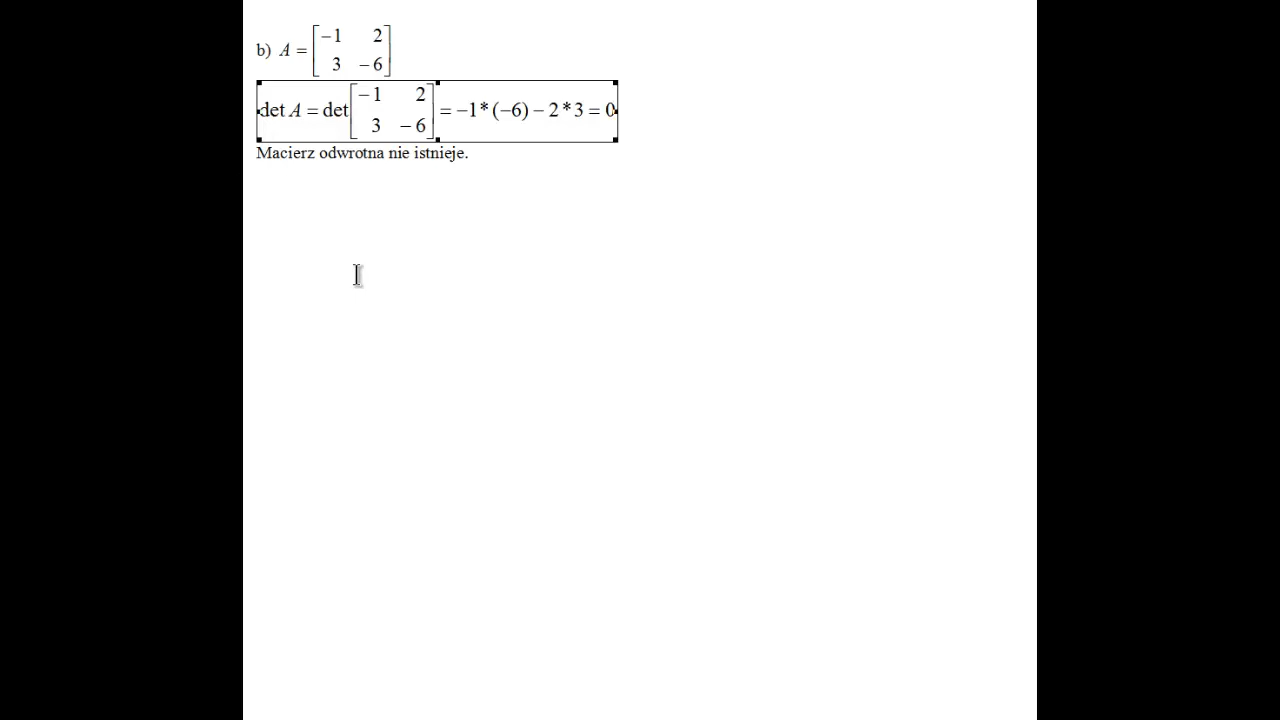 b) A = [−1 2; 3 −6]
det A = det [−1 2; 3 −6] = −1*(−6) − 2*3 = 0
Macierz odwrotna nie istnieje.